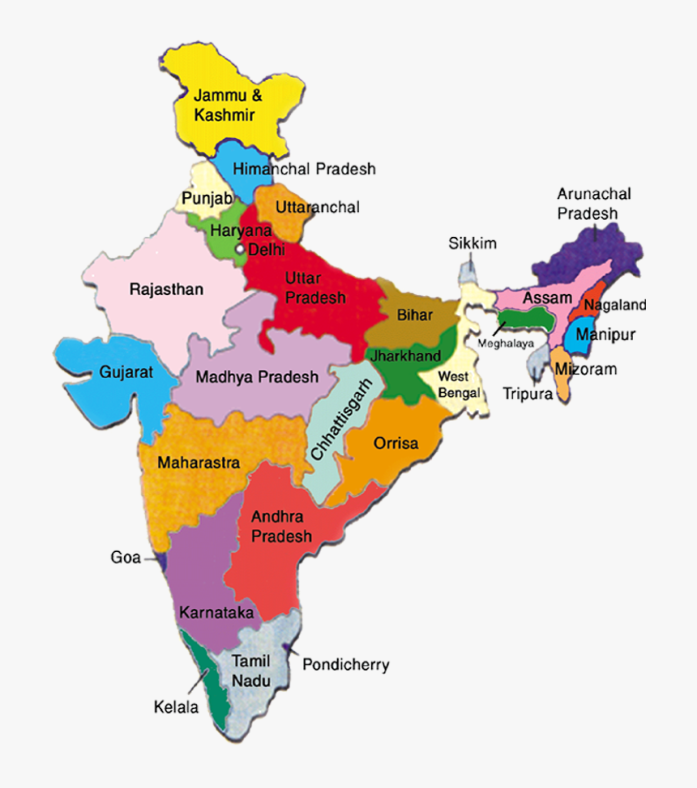 Jammu &
Kashmir
Himanchal Pradesh
Punjab
Uttaranchal
Haryana
Delhi
Arunachal
Pradesh
Sikkim
Rajasthan
Uttar
Pradesh
Assam
Nagaland
Bihar
Meghalaya
Manipur
Jharkhand
Gujarat
Madhya Pradesh
West
Bengal
Tripura
Mizoram
Chhattisgarh
Orrisa
Maharastra
Andhra
Pradesh
Goa
Karnataka
Tamil
Nadu
Pondicherry
Kelala